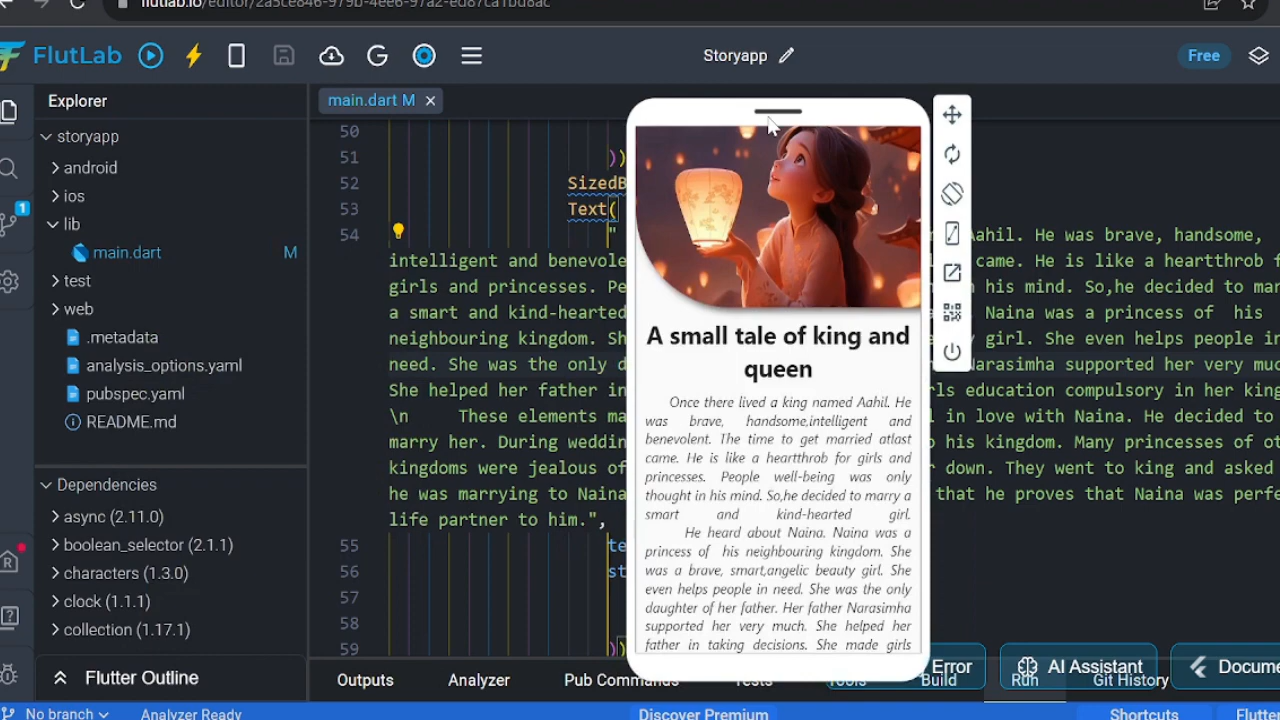 flutlab.io/editor/2a5ce846-979b-4ee6-97a2-ed87ca1bd8ac
FlutLab
Storyapp
Free
Explorer
main.dart M
storyapp
android
ios
lib
main.dart M
test
web
.metadata
analysis_options.yaml
pubspec.yaml
README.md
1
R
?
Dependencies
async (2.11.0)
boolean_selector (2.1.1)
characters (1.3.0)
clock (1.1.1)
collection (1.17.1)
Flutter Outline
50
51 ))
52 SizedB
53 Text(
54 "
Aahil. He was brave, handsome,
intelligent and benevole
came. He is like a heartthrob f
girls and princesses. Pe
his mind. So,he decided to mar
a smart and kind-hearted
Naina was a princess of his
neighbouring kingdom. Sh
girl. She even helps people in
need. She was the only d
Narasimha supported her very muc
She helped her father in
ls education compulsory in her king
\n These elements ma
l in love with Naina. He decided to
marry her. During weddin
his kingdom. Many princesses of ot
kingdoms were jealous of
r down. They went to king and asked
he was marrying to Naina
that he proves that Naina was perfe
life partner to him.",
55 te
56 st
57
58
59 ))
A small tale of king and
queen
Once there lived a king named Aahil. He
was brave, handsome,intelligent and
benevolent. The time to get married atlast
came. He is like a heartthrob for girls and
princesses. People well-being was only
thought in his mind. So,he decided to marry a
smart and kind-hearted girl.
He heard about Naina. Naina was a
princess of his neighbouring kingdom. She
was a brave, smart,angelic beauty girl. She
even helps people in need. She was the only
daughter of her father. Her father Narasimha
supported her very much. She helped her
father in taking decisions. She made girls
Error
AI Assistant
Docume
Outputs
Analyzer
Pub Commands
Tests
Tools
Build
Run
Git History
No branch
Analyzer Ready
Discover Premium
Shortcuts
Flutter